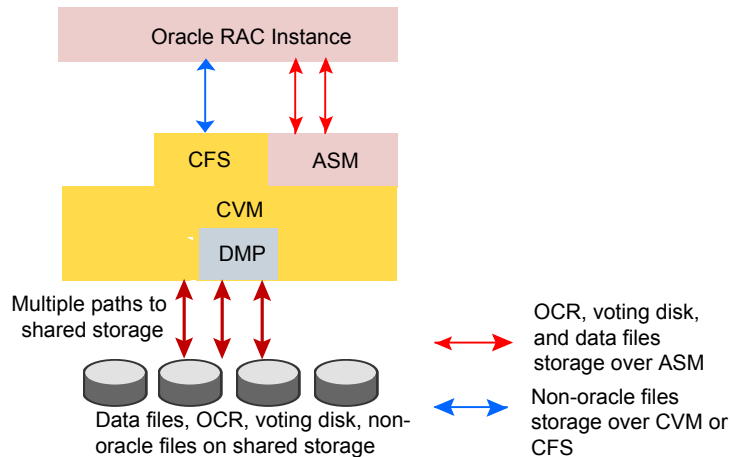 Oracle RAC Instance
CFS
ASM
CVM
DMP
Multiple paths to
shared storage
OCR, voting disk,
and data files
storage over ASM
Data files, OCR, voting disk, non-
oracle files on shared storage
Non-oracle files
storage over CVM or
CFS